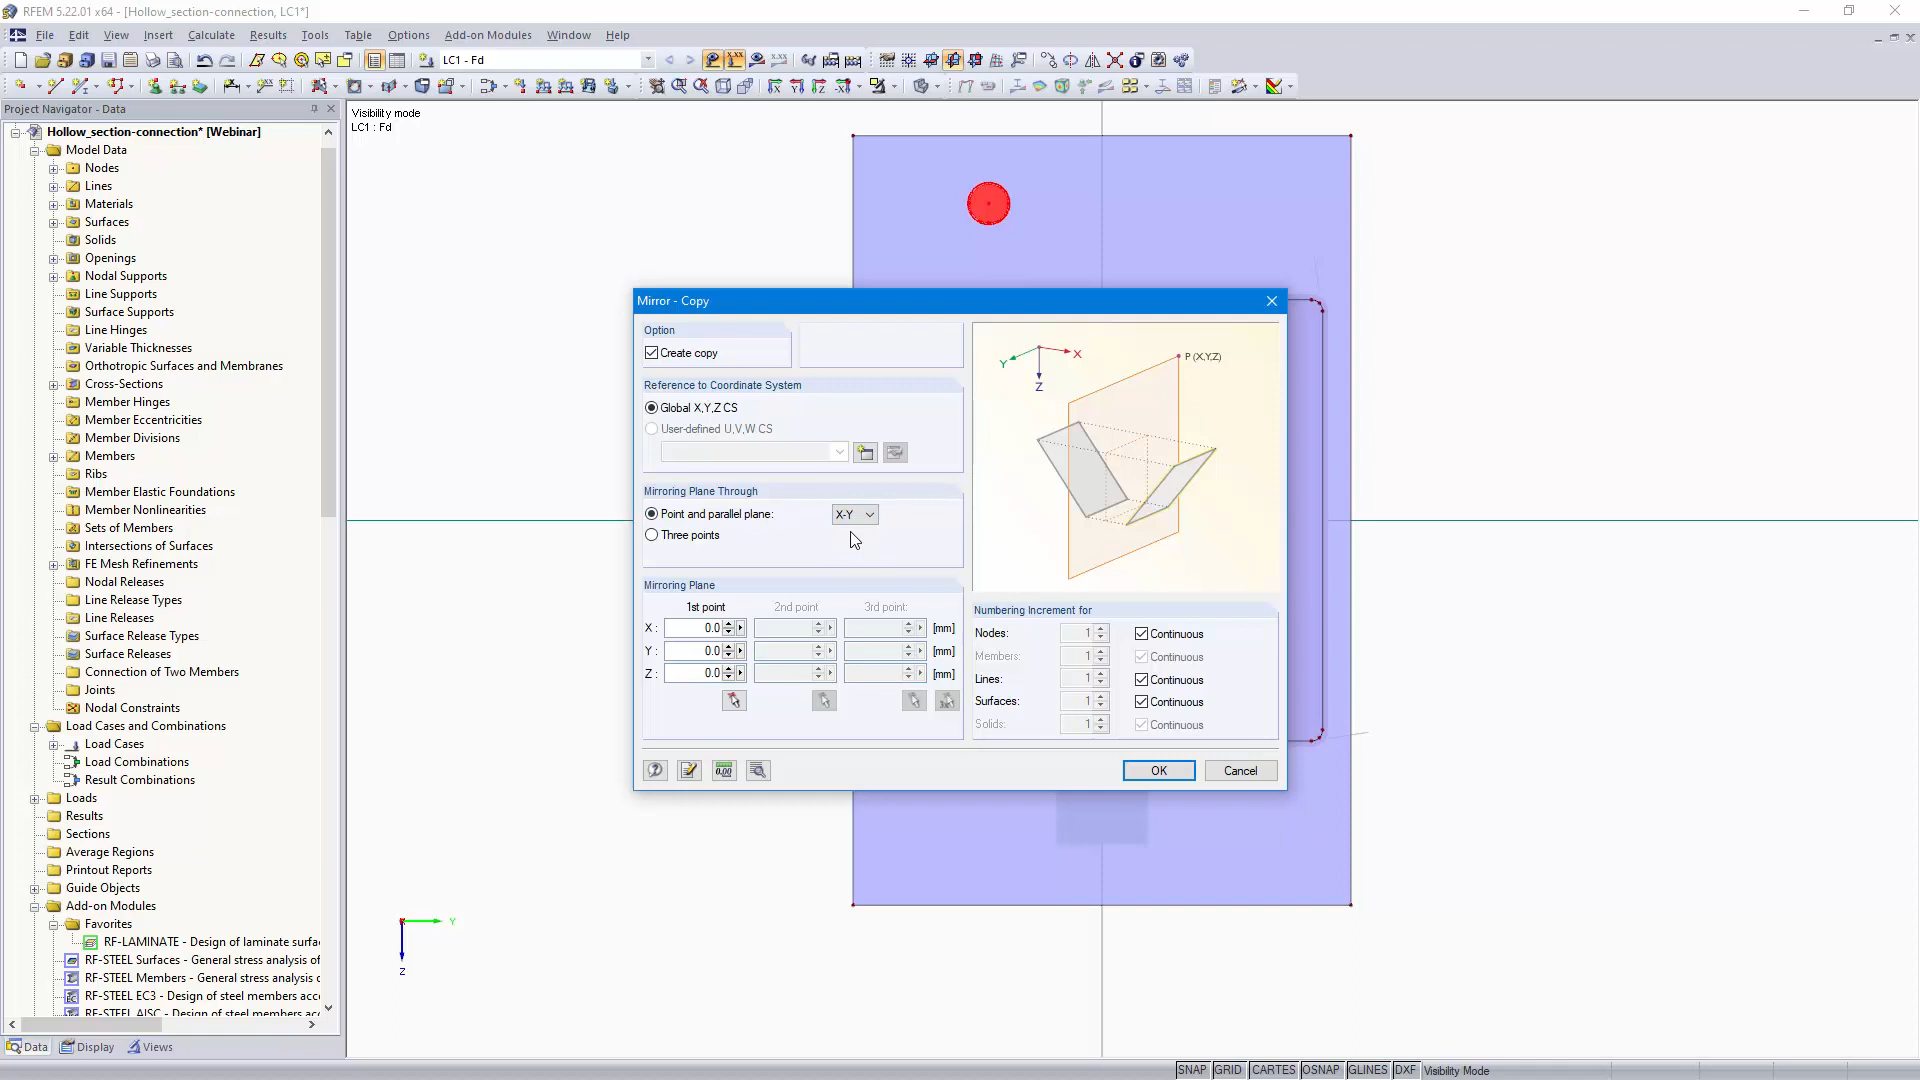 RFEM 5.22.01 x64 - [Hollow_section-connection, LC1*]
File Edit View Insert Calculate Results Tools Table Options Add-on Modules Window Help
LC1 - Fd
Project Navigator - Data
Hollow_section-connection* [Webinar]
Model Data
Nodes
Lines
Materials
Surfaces
Solids
Openings
Nodal Supports
Line Supports
Surface Supports
Line Hinges
Variable Thicknesses
Orthotropic Surfaces and Membranes
Cross-Sections
Member Hinges
Member Eccentricities
Member Divisions
Members
Ribs
Member Elastic Foundations
Member Nonlinearities
Sets of Members
Intersections of Surfaces
FE Mesh Refinements
Nodal Releases
Line Release Types
Line Releases
Surface Release Types
Surface Releases
Connection of Two Members
Joints
Nodal Constraints
Load Cases and Combinations
Load Cases
Load Combinations
Result Combinations
Loads
Results
Sections
Average Regions
Printout Reports
Guide Objects
Add-on Modules
Favorites
RF-LAMINATE - Design of laminate surfa
RF-STEEL Surfaces - General stress analysis of
RF-STEEL Members - General stress analysis o
RF-STEEL EC3 - Design of steel members acco
RF-STEEL AISC - Design of steel members acc
Data Display Views
Visibility mode
LC1 : Fd
Y
Z
Mirror - Copy
Option
Create copy
Reference to Coordinate System
Global X,Y,Z CS
User-defined U,V,W CS
Mirroring Plane Through
Point and parallel plane: X-Y
Three points
Mirroring Plane
1st point 2nd point 3rd point:
X : 0.0 [mm]
Y : 0.0 [mm]
Z : 0.0 [mm]
P (X,Y,Z)
X
Y
Z
Numbering Increment for
Nodes: 1 Continuous
Members: 1 Continuous
Lines: 1 Continuous
Surfaces: 1 Continuous
Solids: 1 Continuous
0.00
OK Cancel
SNAP GRID CARTES OSNAP GLINES DXF Visibility Mode